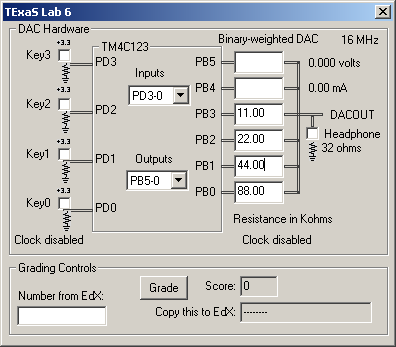 TExaS Lab 6
DAC Hardware
TM4C123
Binary-weighted DAC
16 MHz
+3.3
Key3
PD3
Inputs
PD3-0
PB5
0.000 volts
+3.3
Key2
PD2
PB4
0.00 mA
PB3
11.00
DACOUT
PB2
22.00
Headphone
32 ohms
+3.3
Key1
PD1
Outputs
PB5-0
PB1
44.00
+3.3
Key0
PD0
PB0
88.00
Resistance in Kohms
Clock disabled
Clock disabled
Grading Controls
Number from EdX:
Grade
Score:
0
Copy this to EdX:
--------